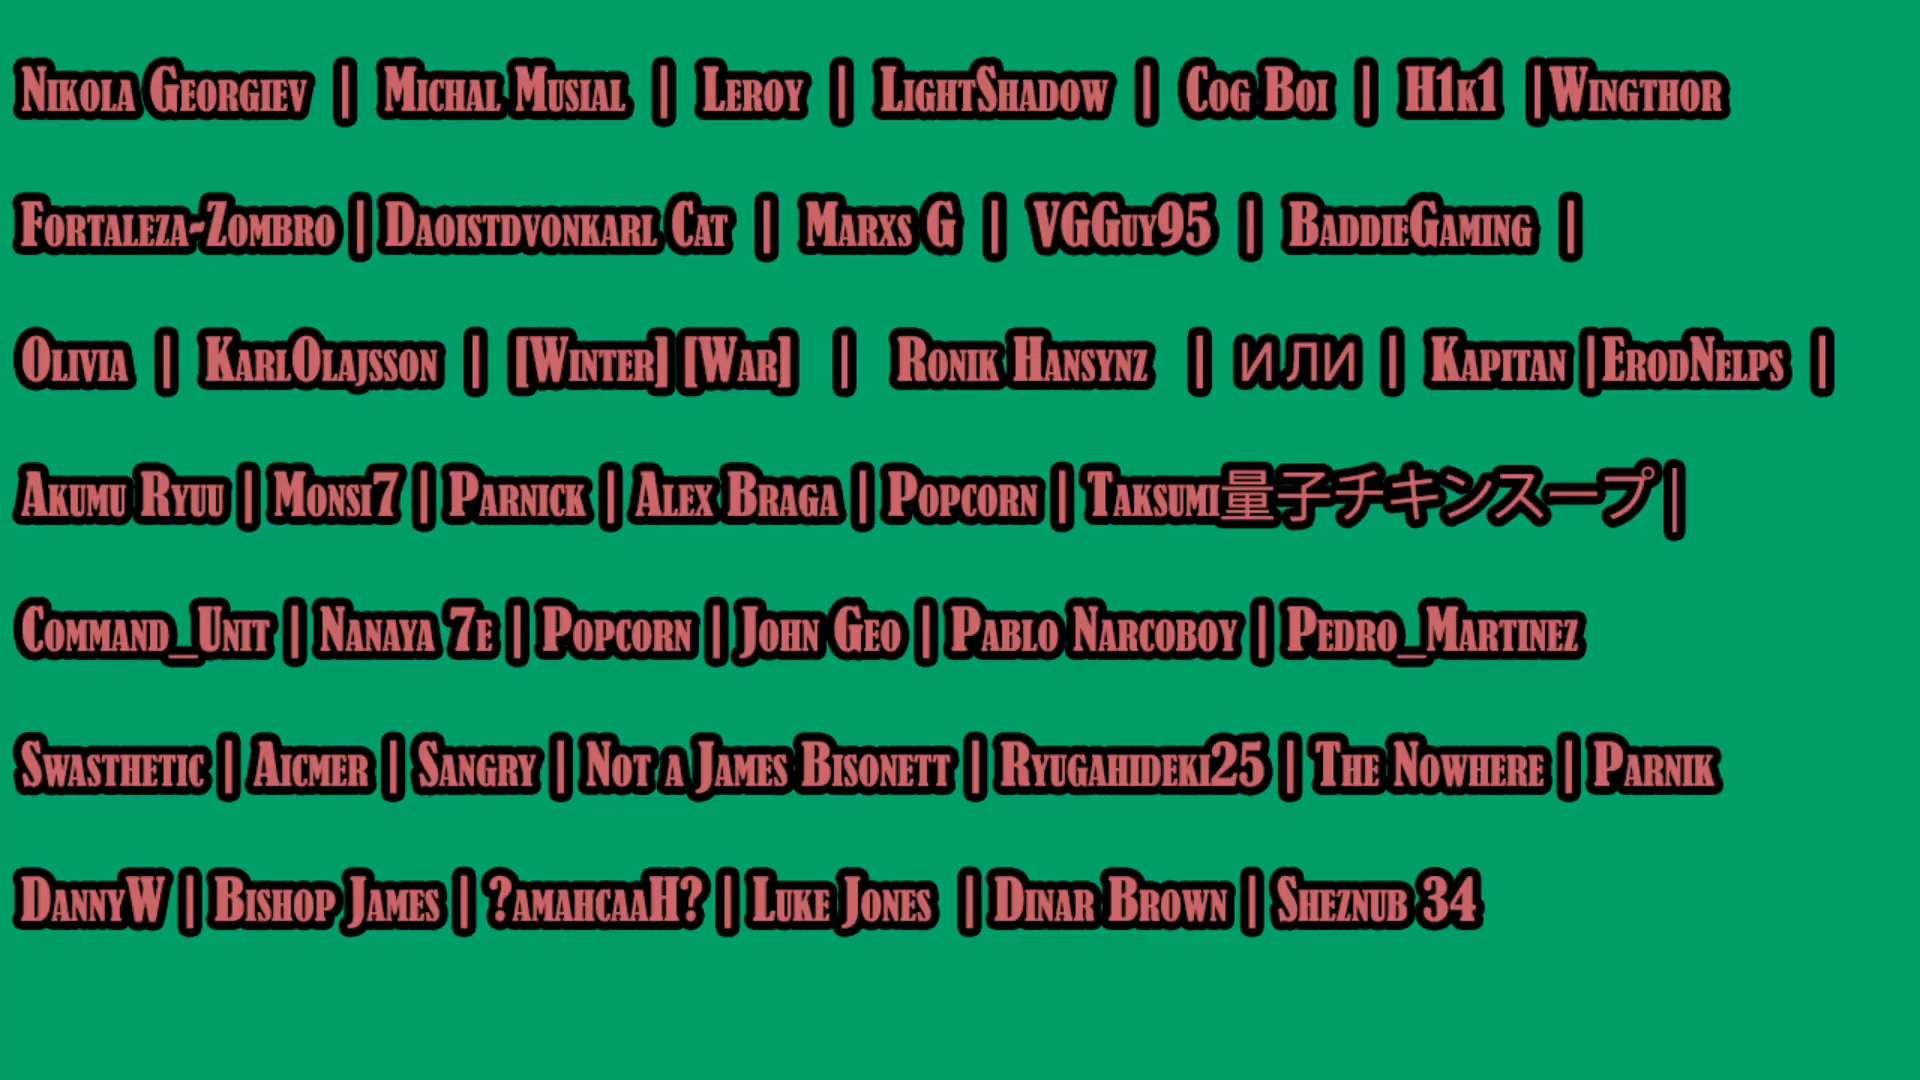 Nikola Georgiev | Michal Musial | Leroy | LightShadow | Cog Boi | H1k1 |Wingthor
Fortaleza-Zombro | Daoistdvonkarl Cat | Marxs G | VGGuy95 | BaddieGaming |
Olivia | KarlOlajsson | [Winter] [War] | Ronik Hansynz | или | Kapitan |ErodNelps |
Akumu Ryuu | Monsi7 | Parnick | Alex Braga | Popcorn | Taksumi量子チキンスープ |
Command_Unit | Nanaya 7e | Popcorn | John Geo | Pablo Narcoboy | Pedro_Martinez
Swasthetic | Aicmer | Sangry | Not a James Bisonett | Ryugahideki25 | The Nowhere | Parnik
DannyW | Bishop James | ?amahcaaH? | Luke Jones | Dinar Brown | Sheznub 34